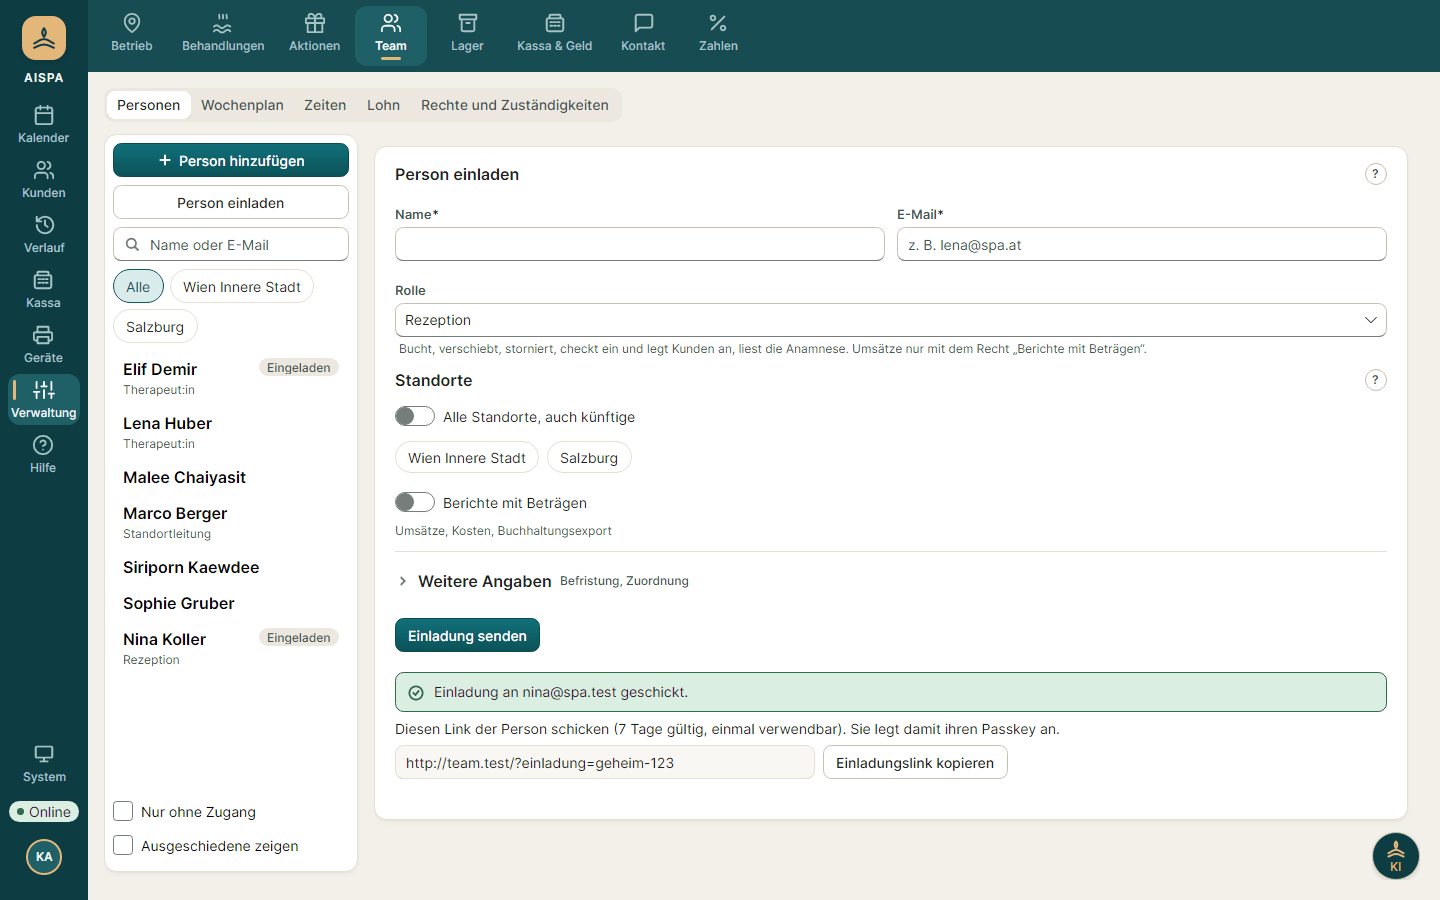 AISPA
Kalender
Kunden
Verlauf
Kassa
Geräte
Verwaltung
Hilfe
System
Online
KA
Betrieb
Behandlungen
Aktionen
Team
Lager
Kassa & Geld
Kontakt
Zahlen
Personen
Wochenplan
Zeiten
Lohn
Rechte und Zuständigkeiten
+ Person hinzufügen
Person einladen
Name oder E-Mail
Alle
Wien Innere Stadt
Salzburg
Elif Demir
Eingeladen
Therapeut:in
Lena Huber
Therapeut:in
Malee Chaiyasit
Marco Berger
Standortleitung
Siriporn Kaewdee
Sophie Gruber
Nina Koller
Eingeladen
Rezeption
Nur ohne Zugang
Ausgeschiedene zeigen
Person einladen
?
Name*
E-Mail*
z. B. lena@spa.at
Rolle
Rezeption
Bucht, verschiebt, storniert, checkt ein und legt Kunden an, liest die Anamnese. Umsätze nur mit dem Recht „Berichte mit Beträgen“.
Standorte
?
Alle Standorte, auch künftige
Wien Innere Stadt
Salzburg
Berichte mit Beträgen
Umsätze, Kosten, Buchhaltungsexport
Weitere Angaben
Befristung, Zuordnung
Einladung senden
Einladung an nina@spa.test geschickt.
Diesen Link der Person schicken (7 Tage gültig, einmal verwendbar). Sie legt damit ihren Passkey an.
http://team.test/?einladung=geheim-123
Einladungslink kopieren
KI